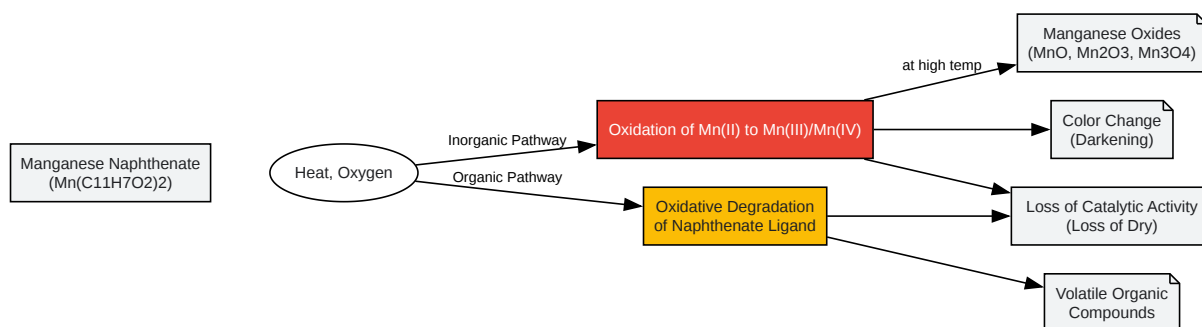 Manganese Naphthenate
(Mn(C11H7O2)2)
Heat, Oxygen
Inorganic Pathway
Organic Pathway
Oxidation of Mn(II) to Mn(III)/Mn(IV)
Oxidative Degradation
of Naphthenate Ligand
at high temp
Manganese Oxides
(MnO, Mn2O3, Mn3O4)
Color Change
(Darkening)
Loss of Catalytic Activity
(Loss of Dry)
Volatile Organic
Compounds